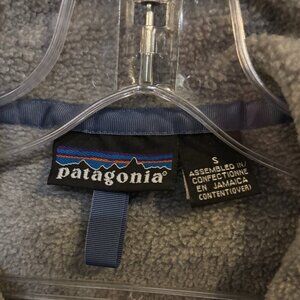 patagonia®
S
ASSEMBLED IN/
CONFECTIONNE
EN JAMAICA
CONTENT(OVER)